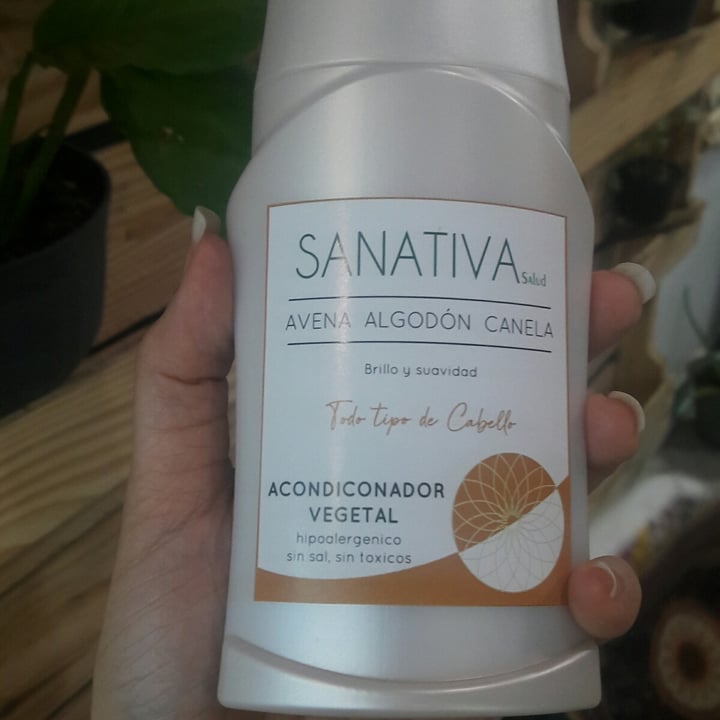 SANATIVA
Salud
AVENA ALGODÓN CANELA
Brillo y suavidad
Todo tipo de Cabello
ACONDICONADOR
VEGETAL
hipoalergenico
sin sal, sin toxicos